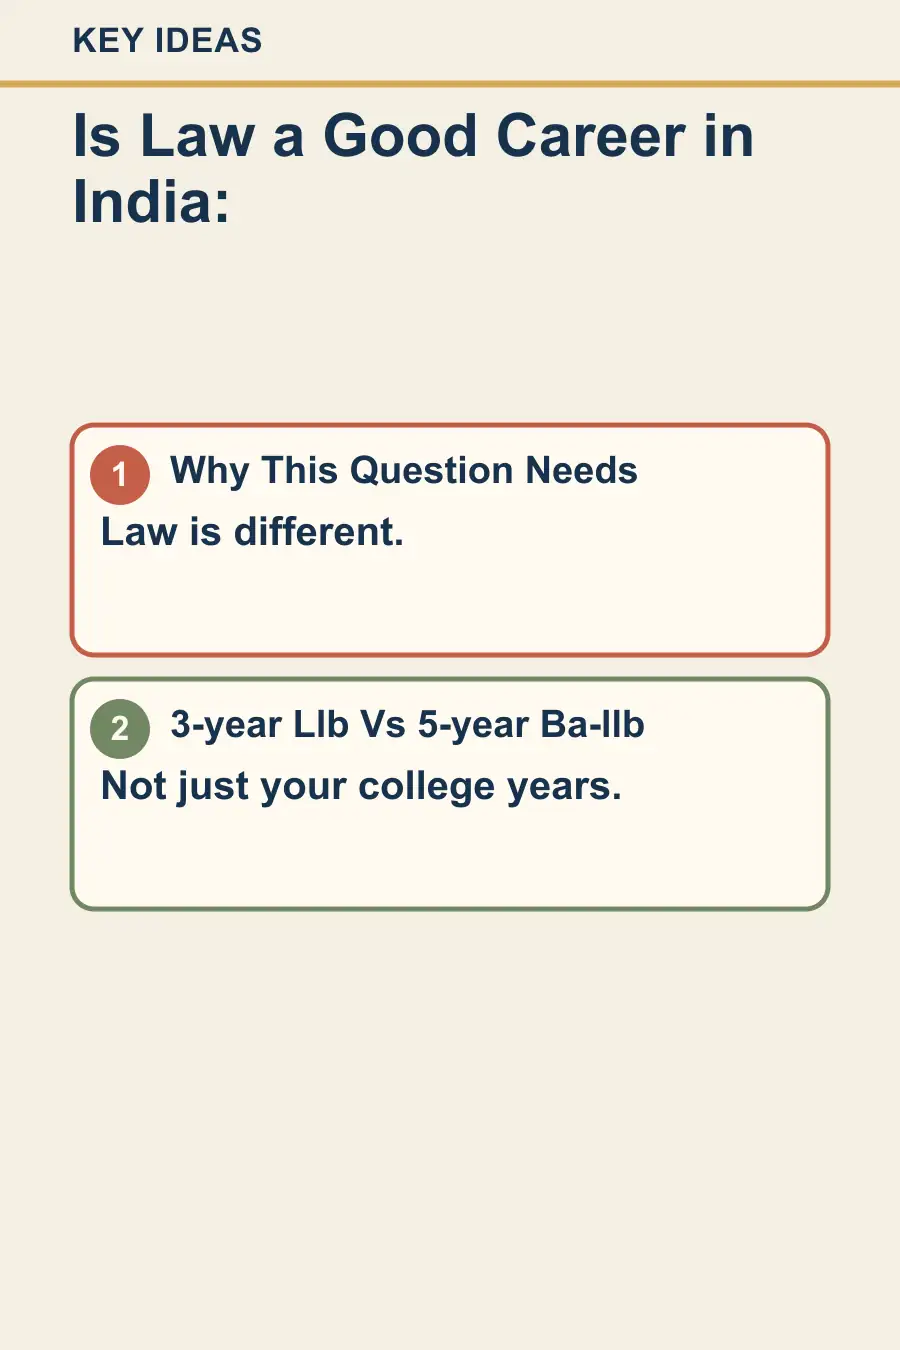 KEY IDEAS
Is Law a Good Career in
India:
1 Why This Question Needs
Law is different.
2 3-year Llb Vs 5-year Ba-llb
Not just your college years.